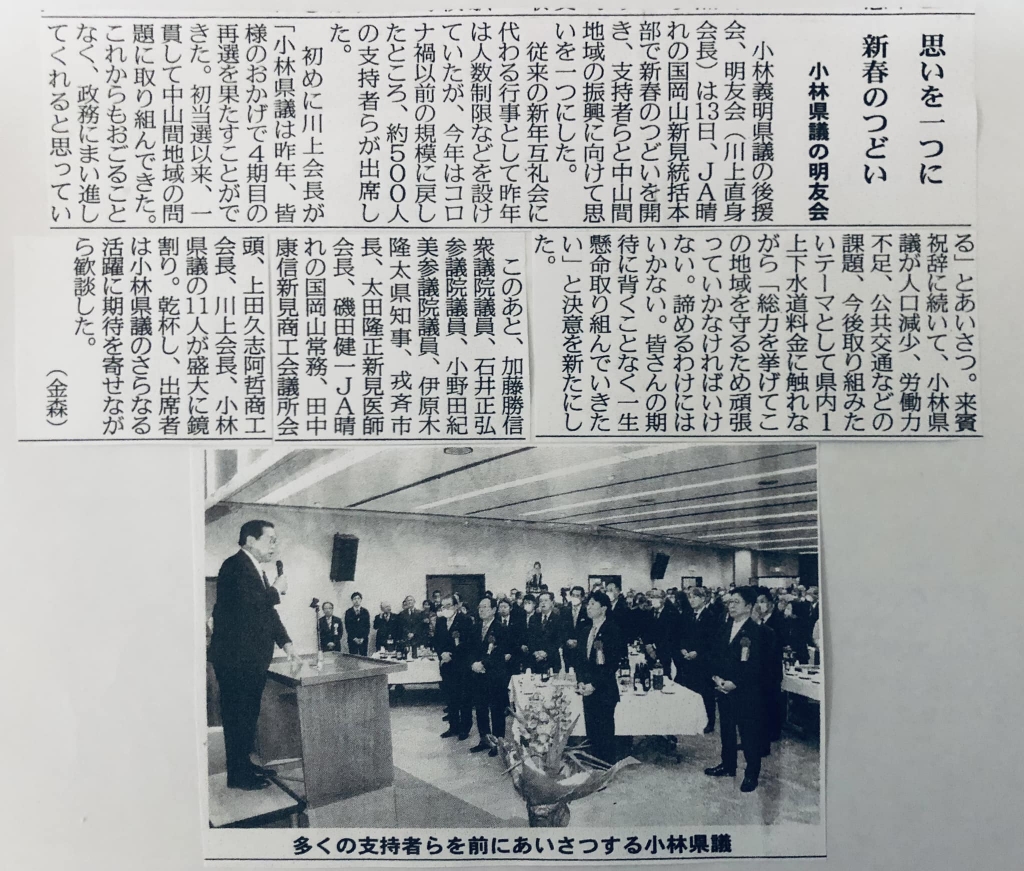 思いを一つに
新春のつどい
小林県議の明友会
小林義明県議の後援
会、明友会（川上直身
会長）は13日、ＪＡ晴
れの国岡山新見統括本
部で新春のつどいを開
き、支持者らと中山間
地域の振興に向けて思
いを一つにした。
従来の新年互礼会に
代わる行事として昨年
は人数制限などを設け
ていたが、今年はコロ
ナ禍以前の規模に戻し
たところ、約５００人
の支持者らが出席し
た。
初めに川上会長が
「小林県議は昨年、皆
様のおかげで４期目の
再選を果たすことがで
きた。初当選以来、一
貫して中山間地域の問
題に取り組んできた。
これからもおごること
なく、政務にまい進し
てくれると思ってい
る」とあいさつ。来賓
祝辞に続いて、小林県
議が人口減少、労働力
不足、公共交通などの
課題、今後取り組みた
いテーマとして県内１
上下水道料金に触れな
がら「総力を挙げてこ
の地域を守るため頑張
っていかなければいけ
ない。諦めるわけには
いかない。皆さんの期
待に背くことなく一生
懸命取り組んでいきた
い」と決意を新たにし
た。
このあと、加藤勝信
衆議院議員、石井正弘
参議院議員、小野田紀
美参議院議員、伊原木
隆太県知事、戎斉市
長、太田隆正新見医師
会長、磯田健一ＪＡ晴
れの国岡山常務、田中
康信新見商工会議所会
頭、上田久志阿哲商工
会長、川上会長、小林
県議の11人が盛大に鏡
割り。乾杯し、出席者
は小林県議のさらなる
活躍に期待を寄せなが
ら歓談した。
（金森）
多くの支持者らを前にあいさつする小林県議